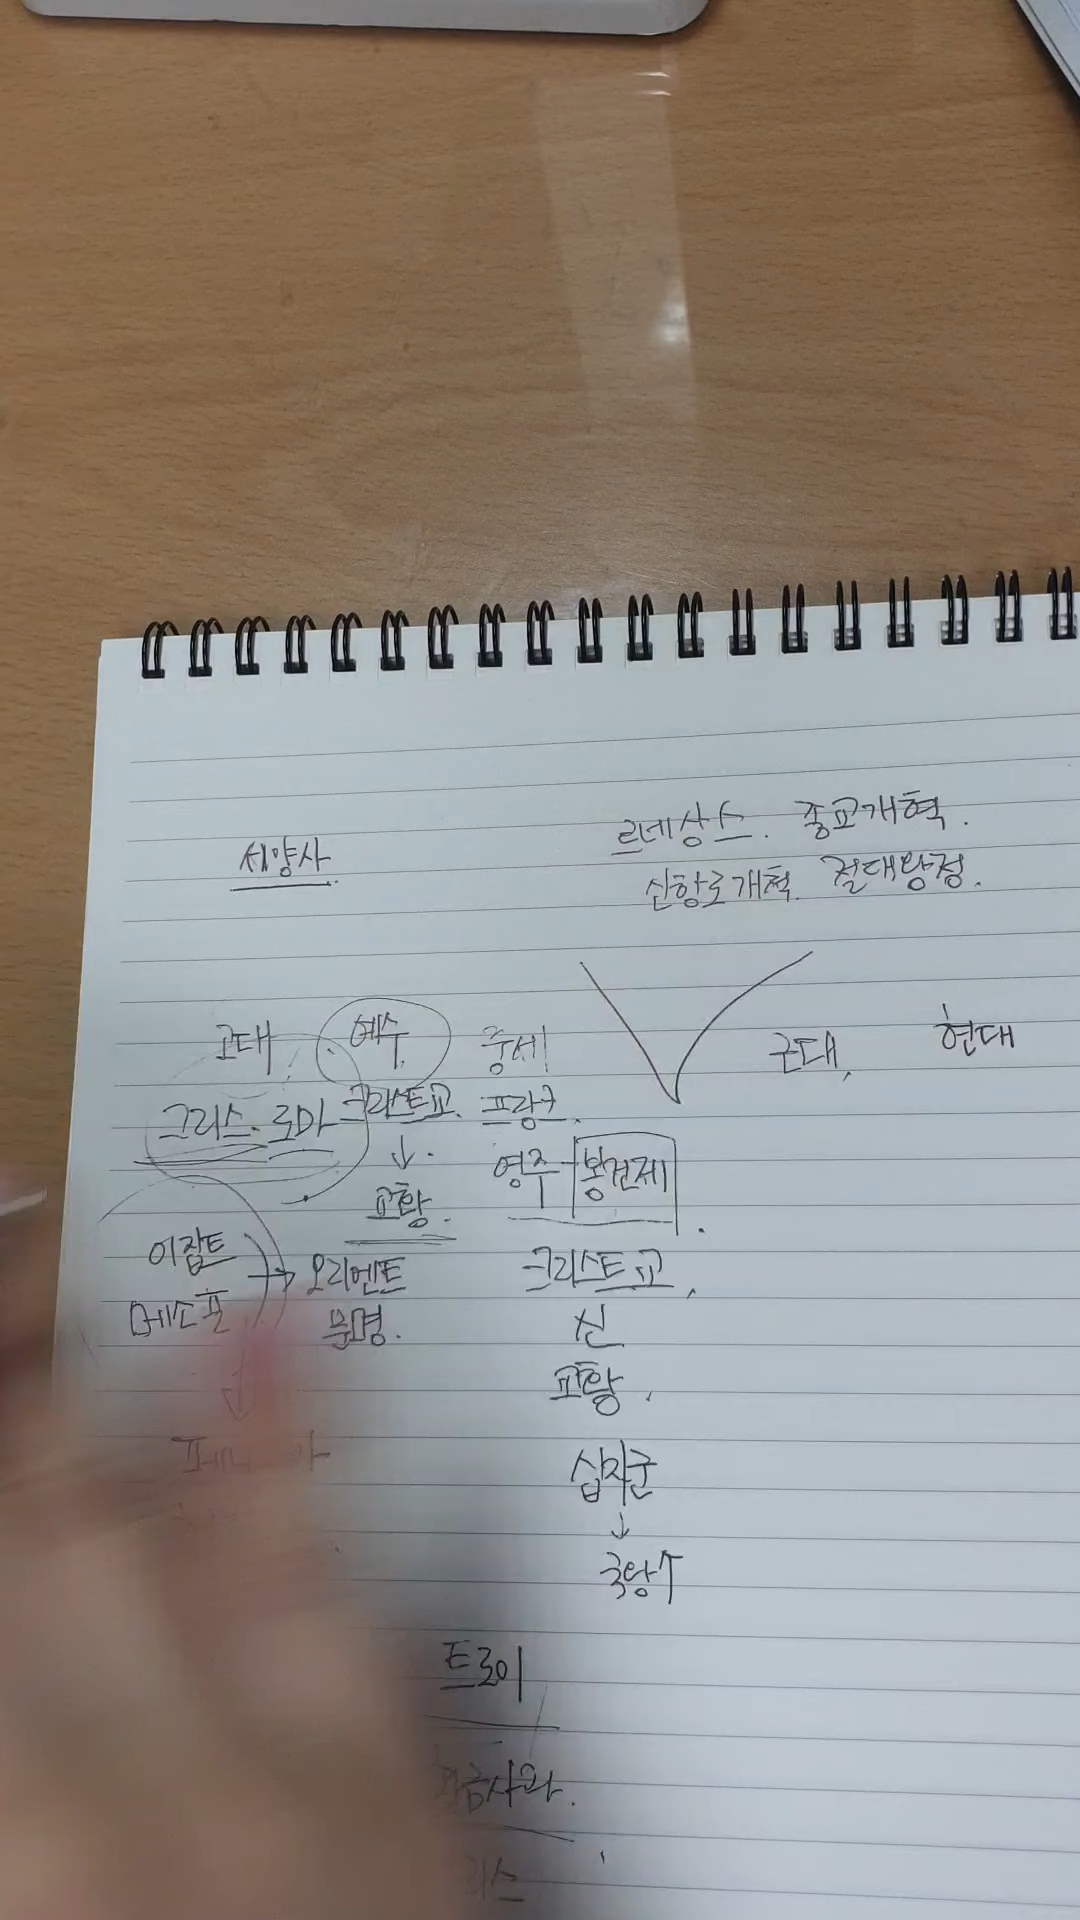 서양사.
르네상스. 종교개혁.
신항로개척. 절대왕정.
고대 예수. 중세 근대, 현대
그리스. 로마 크리스트교. 프랑크.
↓. 영주-봉건제
교황.
이집트 → 오리엔트 크리스트교,
메소포 문명. 신
교황.
십자군
↓
국왕↑
트로이
황금사과.